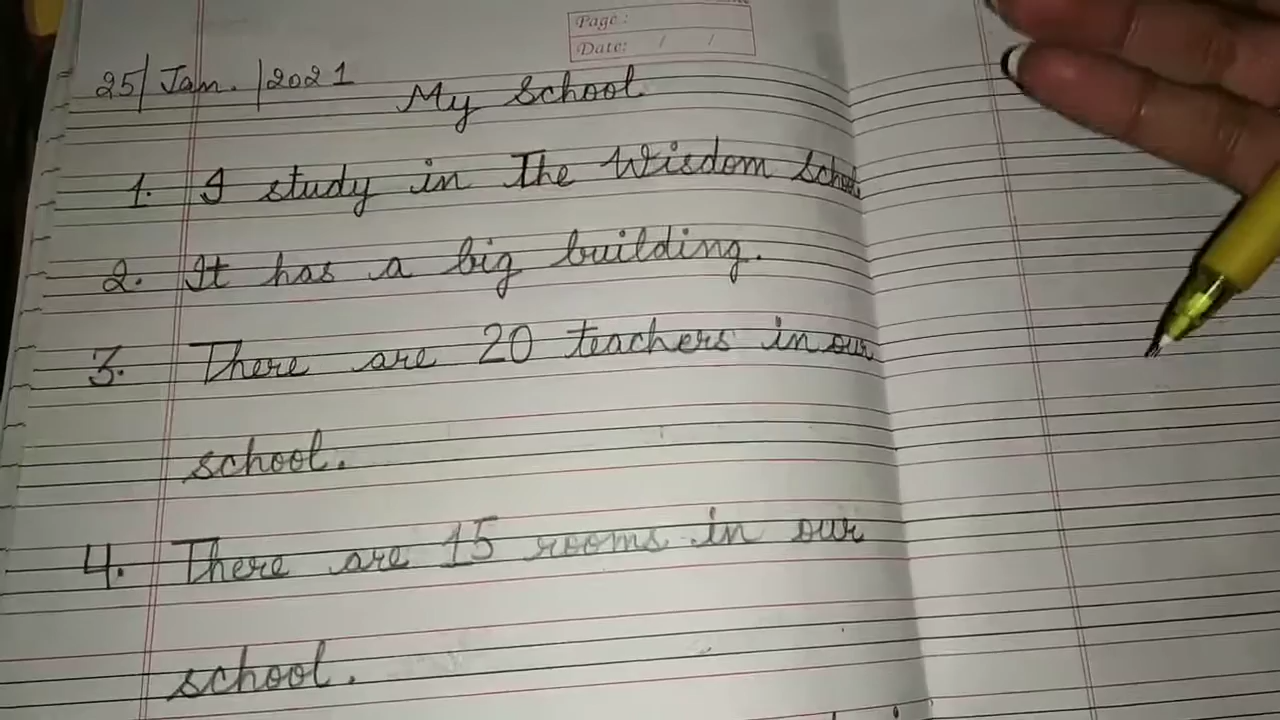 Page :
Date: / /
25/ Jan. /2021
My School
1. I study in The Wisdom School
2. It has a big building.
3. There are 20 teachers in our
school.
4. There are 15 rooms in our
school.